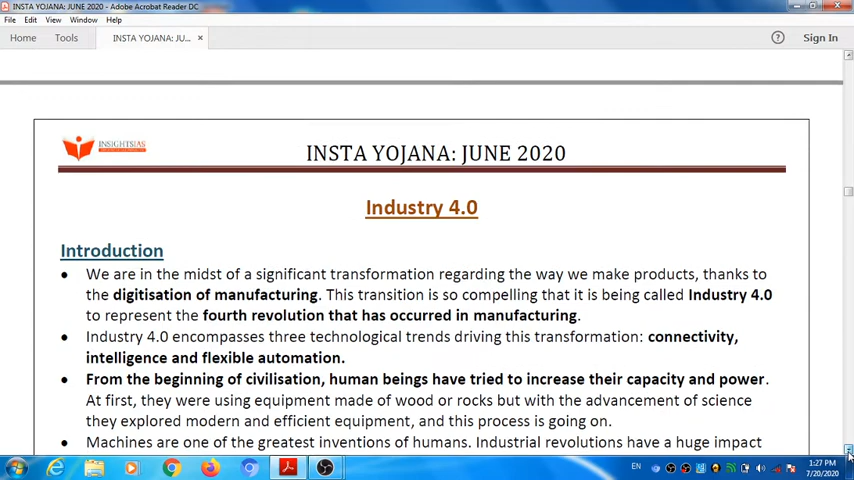 INSTA YOJANA: JUNE 2020 - Adobe Acrobat Reader DC
File Edit View Window Help
Home Tools INSTA YOJANA: JU... × ? Sign In
INSIGHTSIAS
INSTA YOJANA: JUNE 2020
Industry 4.0
Introduction
● We are in the midst of a significant transformation regarding the way we make products, thanks to
the digitisation of manufacturing. This transition is so compelling that it is being called Industry 4.0
to represent the fourth revolution that has occurred in manufacturing.
● Industry 4.0 encompasses three technological trends driving this transformation: connectivity,
intelligence and flexible automation.
● From the beginning of civilisation, human beings have tried to increase their capacity and power.
At first, they were using equipment made of wood or rocks but with the advancement of science
they explored modern and efficient equipment, and this process is going on.
● Machines are one of the greatest inventions of humans. Industrial revolutions have a huge impact
EN
1:27 PM
7/20/2020